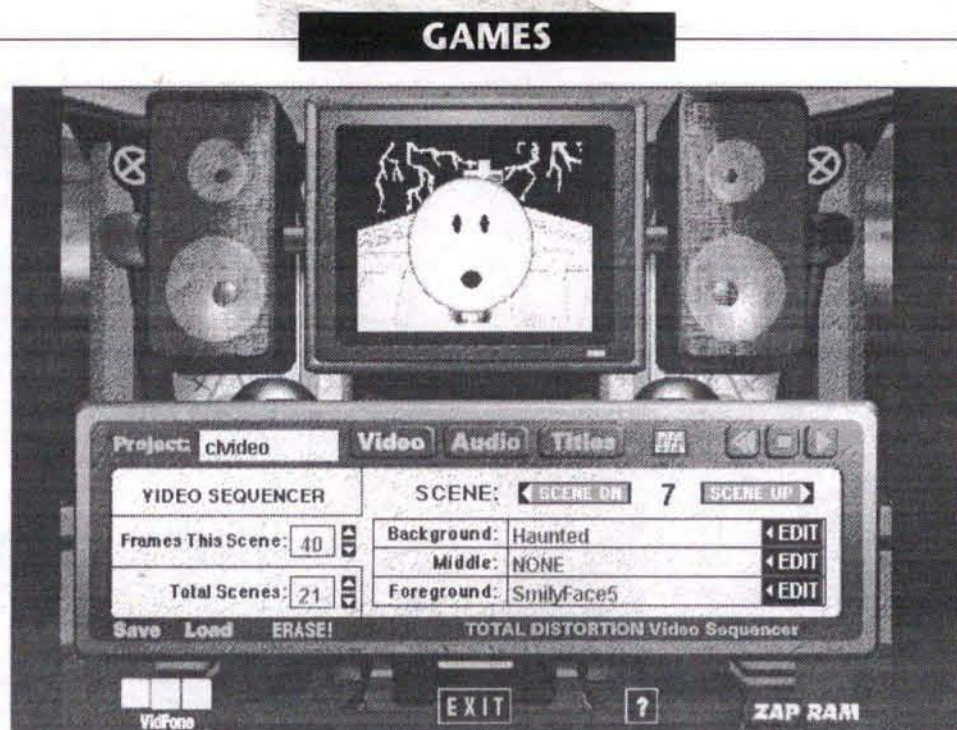 GAMES
Project: clvideo Video Audio Titles
VIDEO SEQUENCER SCENE: SCENE DN 7 SCENE UP
Frames This Scene: 40 Background: Haunted EDIT
Middle: NONE EDIT
Total Scenes: 21 Foreground: SmilyFace5 EDIT
Save Load ERASE! TOTAL DISTORTION Video Sequencer
VidFone EXIT ? ZAP RAM